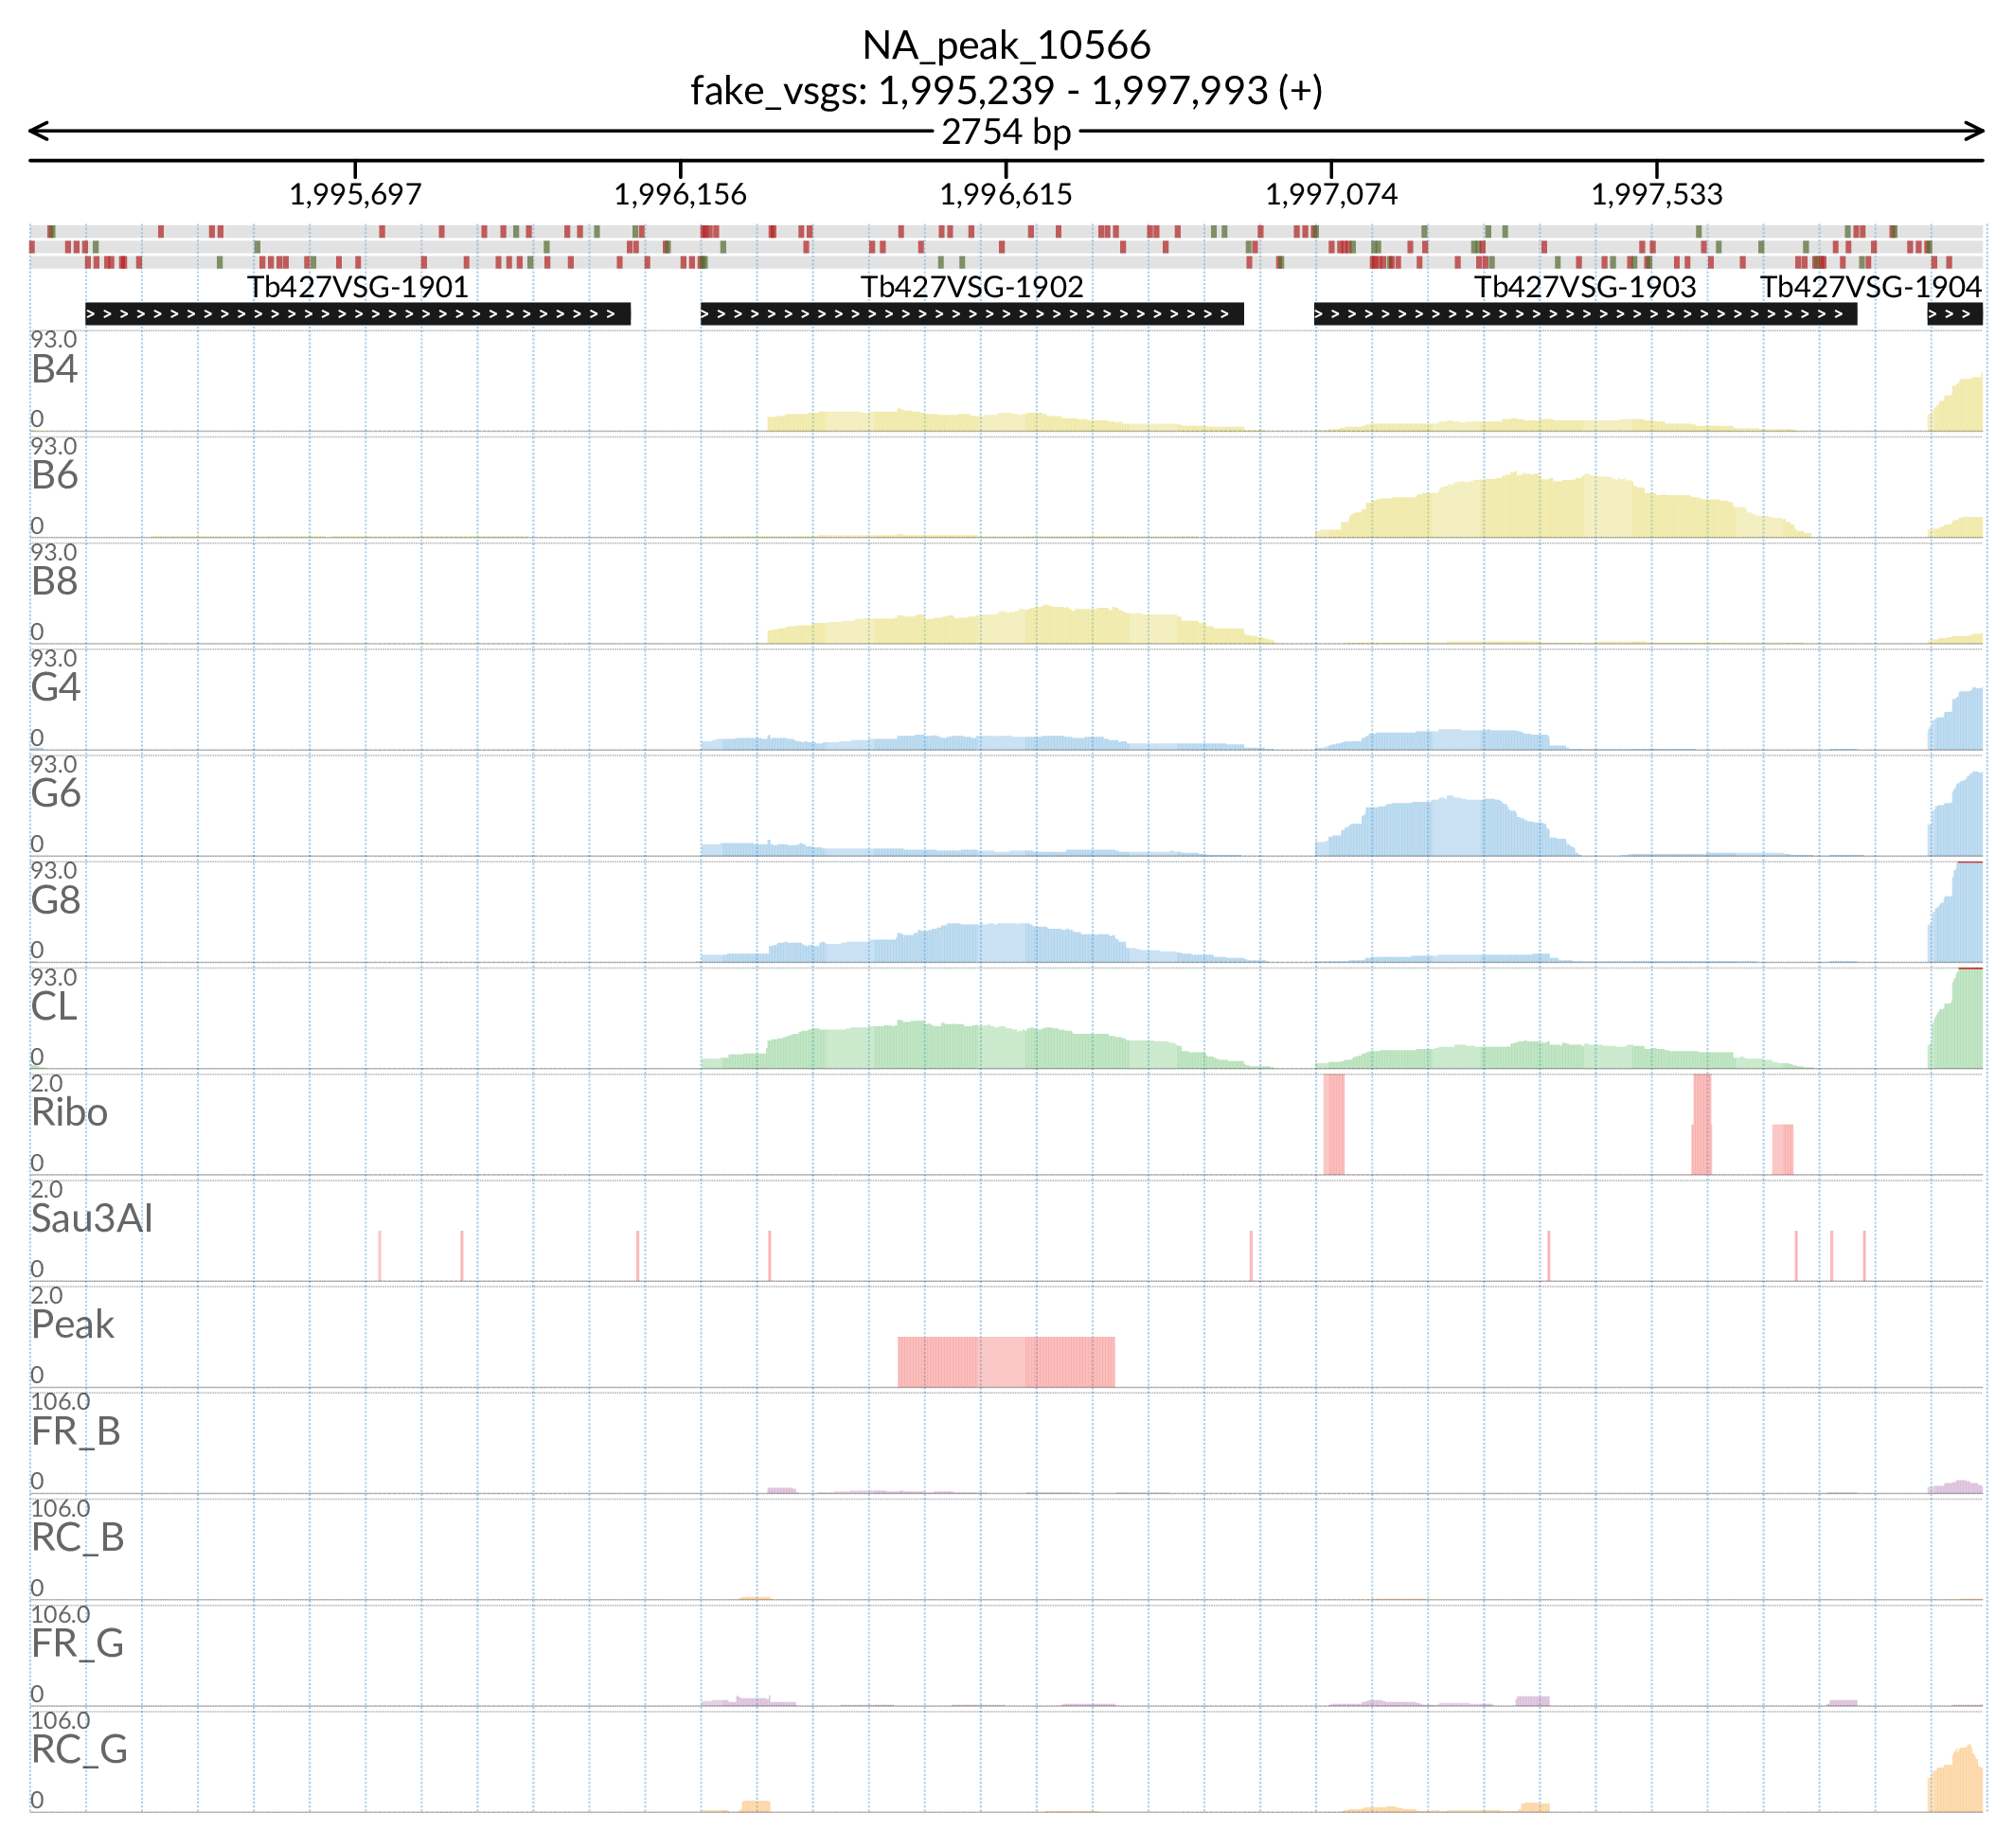 NA_peak_10566
fake_vsgs: 1,995,239 - 1,997,993 (+)
2754 bp
1,995,697 1,996,156 1,996,615 1,997,074 1,997,533
Tb427VSG-1901 Tb427VSG-1902 Tb427VSG-1903 Tb427VSG-1904
93.0
B4
0
93.0
B6
0
93.0
B8
0
93.0
G4
0
93.0
G6
0
93.0
G8
0
93.0
CL
0
2.0
Ribo
0
2.0
Sau3AI
0
2.0
Peak
0
106.0
FR_B
0
106.0
RC_B
0
106.0
FR_G
0
106.0
RC_G
0